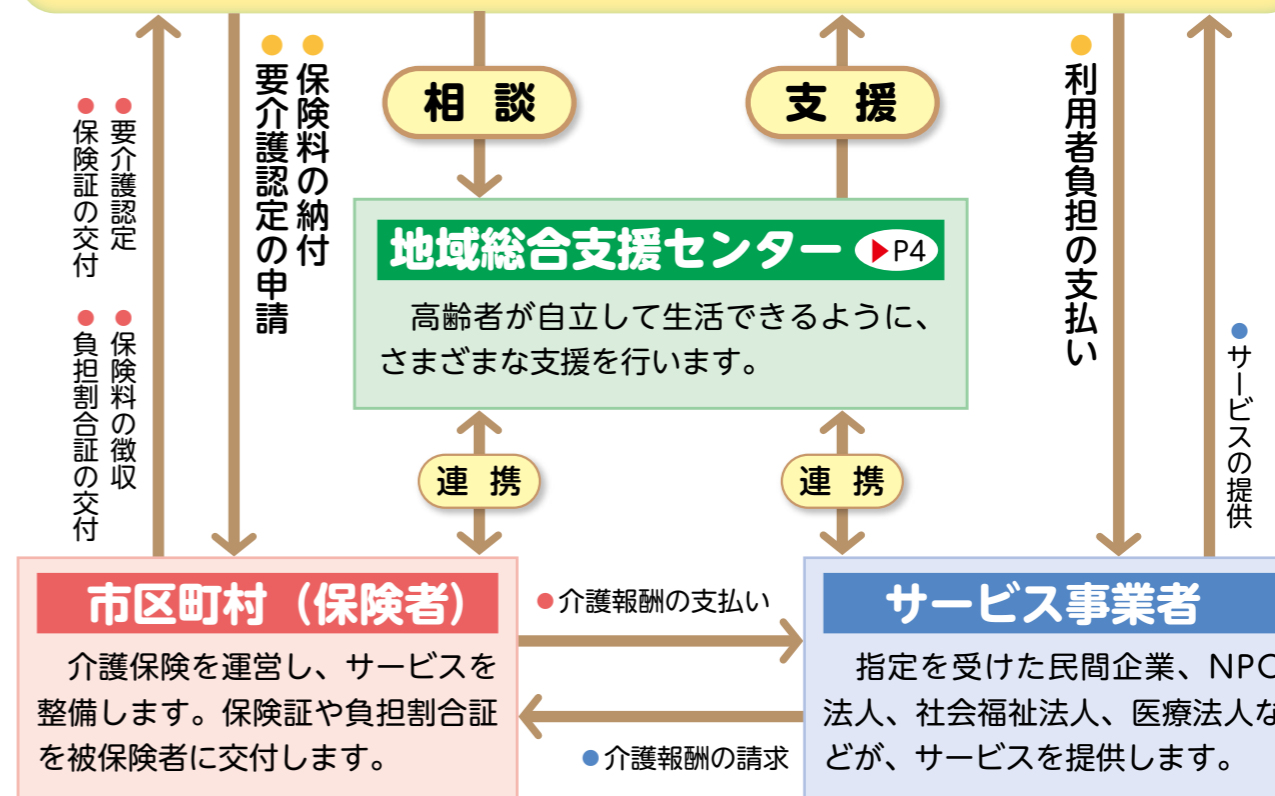 ●保険料の納付
●要介護認定の申請
●要介護認定
●保険証の交付
●保険料の徴収
●負担割合証の交付
相 談
支 援
●利用者負担の支払い
●サービスの提供
地域総合支援センター ▶P4
高齢者が自立して生活できるように、
さまざまな支援を行います。
連 携
連 携
市区町村（保険者）
介護保険を運営し、サービスを
整備します。保険証や負担割合証
を被保険者に交付します。
●介護報酬の支払い
●介護報酬の請求
サービス事業者
指定を受けた民間企業、NPO
法人、社会福祉法人、医療法人な
どが、サービスを提供します。